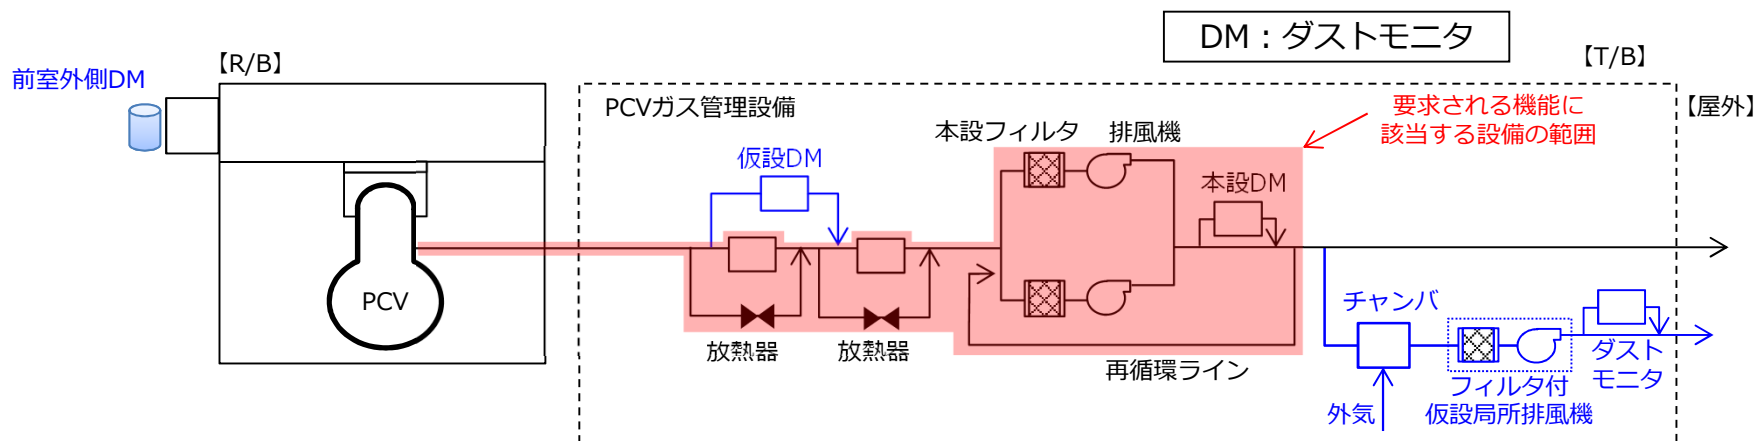 DM：ダストモニタ
【R/B】
【T/B】
前室外側DM
PCVガス管理設備
要求される機能に
該当する設備の範囲
【屋外】
本設フィルタ
排風機
仮設DM
本設DM
PCV
放熱器
放熱器
再循環ライン
チャンバ
外気
フィルタ付
仮設局所排風機
ダスト
モニタ